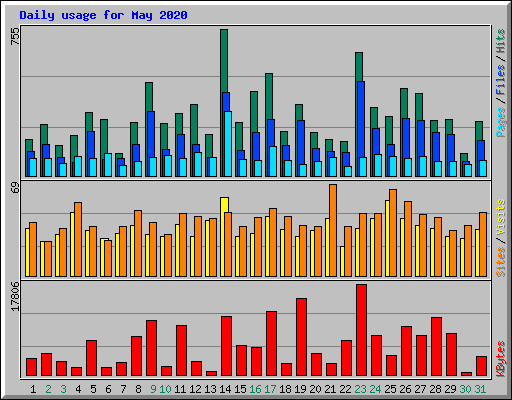 Daily usage for May 2020
755
Pages / Files / Hits
69
Sites / Visits
17806
KBytes
1 2 3 4 5 6 7 8 9 10 11 12 13 14 15 16 17 18 19 20 21 22 23 24 25 26 27 28 29 30 31